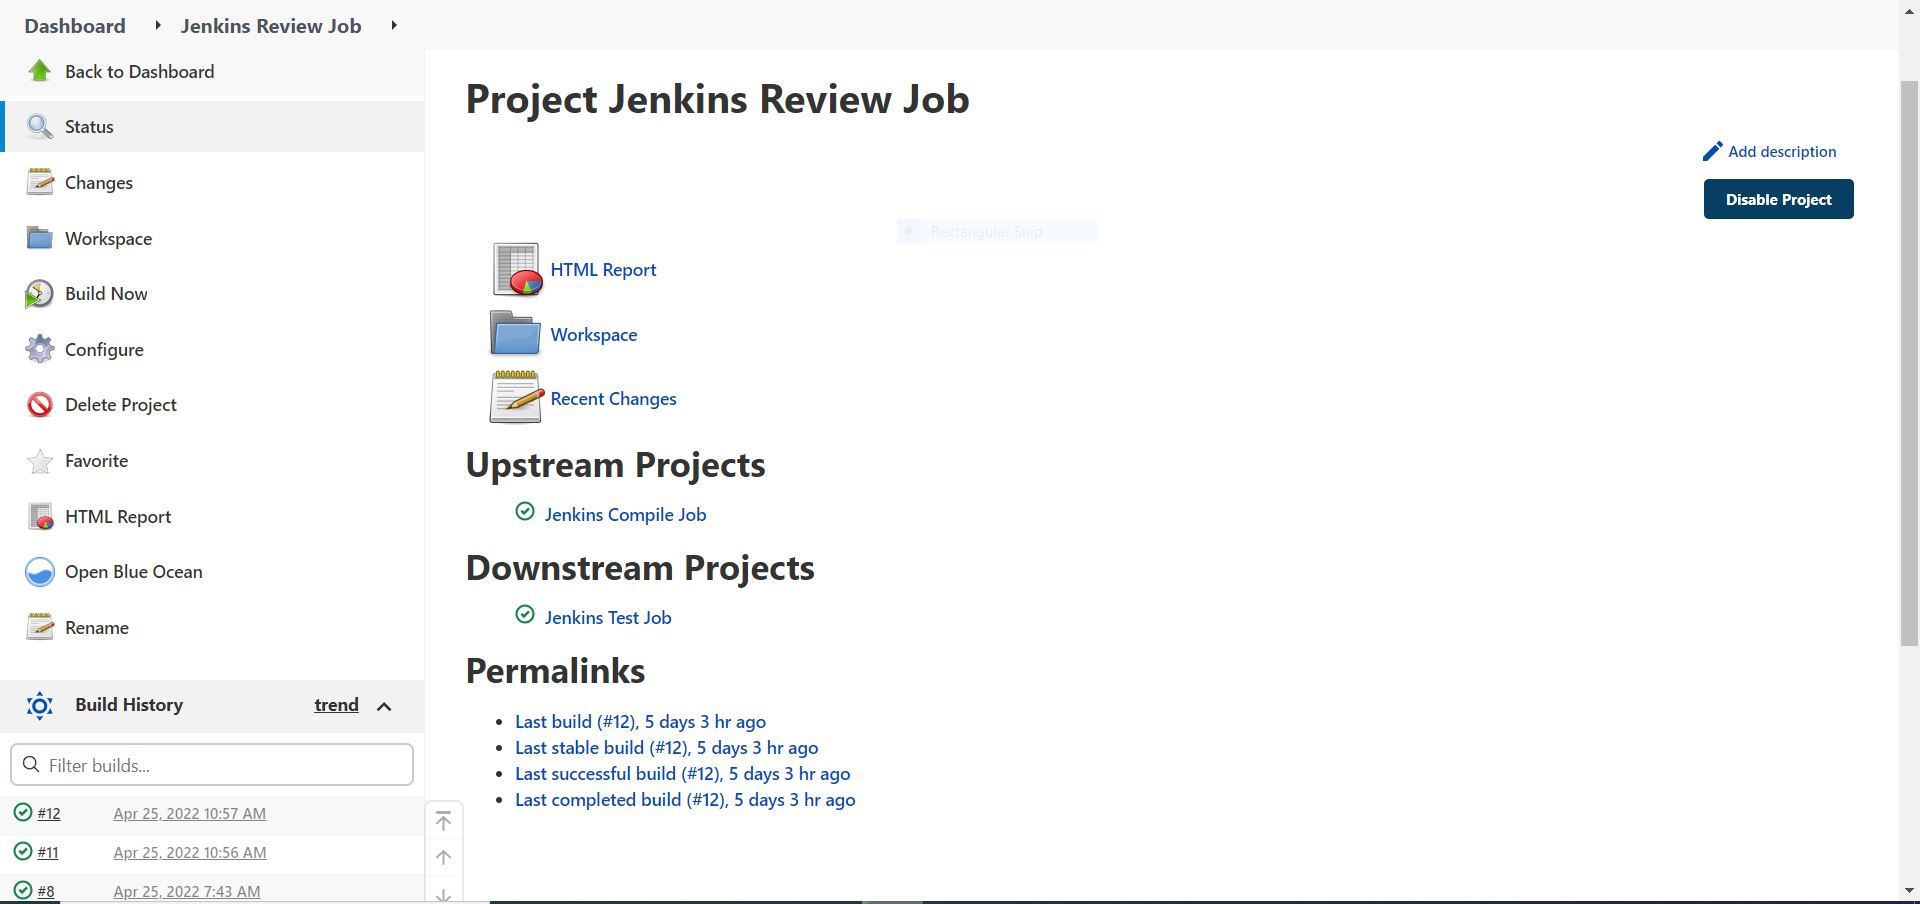 Dashboard Jenkins Review Job
Back to Dashboard
Status
Changes
Workspace
Build Now
Configure
Delete Project
Favorite
HTML Report
Open Blue Ocean
Rename
Build History trend
Filter builds...
#12 Apr 25, 2022 10:57 AM
#11 Apr 25, 2022 10:56 AM
#8 Apr 25, 2022 7:43 AM
Project Jenkins Review Job
Add description
Disable Project
Rectangular Snip
HTML Report
Workspace
Recent Changes
Upstream Projects
Jenkins Compile Job
Downstream Projects
Jenkins Test Job
Permalinks
Last build (#12), 5 days 3 hr ago
Last stable build (#12), 5 days 3 hr ago
Last successful build (#12), 5 days 3 hr ago
Last completed build (#12), 5 days 3 hr ago